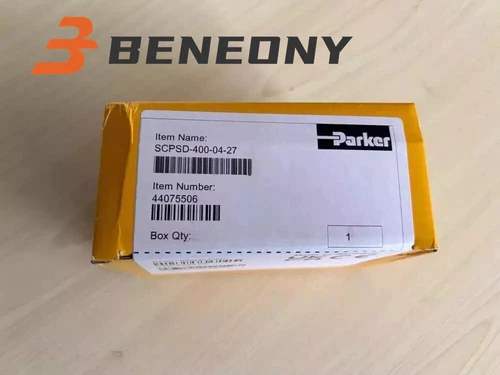 BENEONY
Item Name:
SCPSD-400-04-27
Parker
Item Number:
44075506
Box Qty:
1